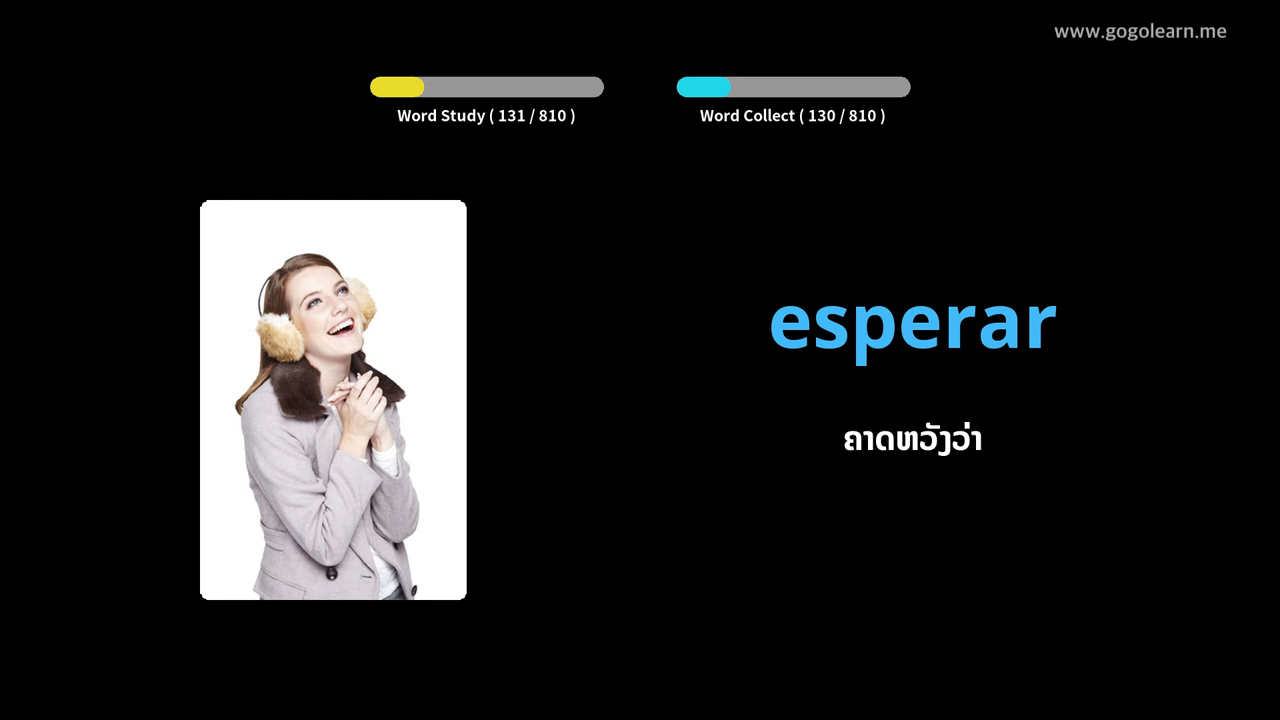 www.gogolearn.me
Word Study ( 131 / 810 )
Word Collect ( 130 / 810 )
esperar
ຄາດຫວັງວ່າ